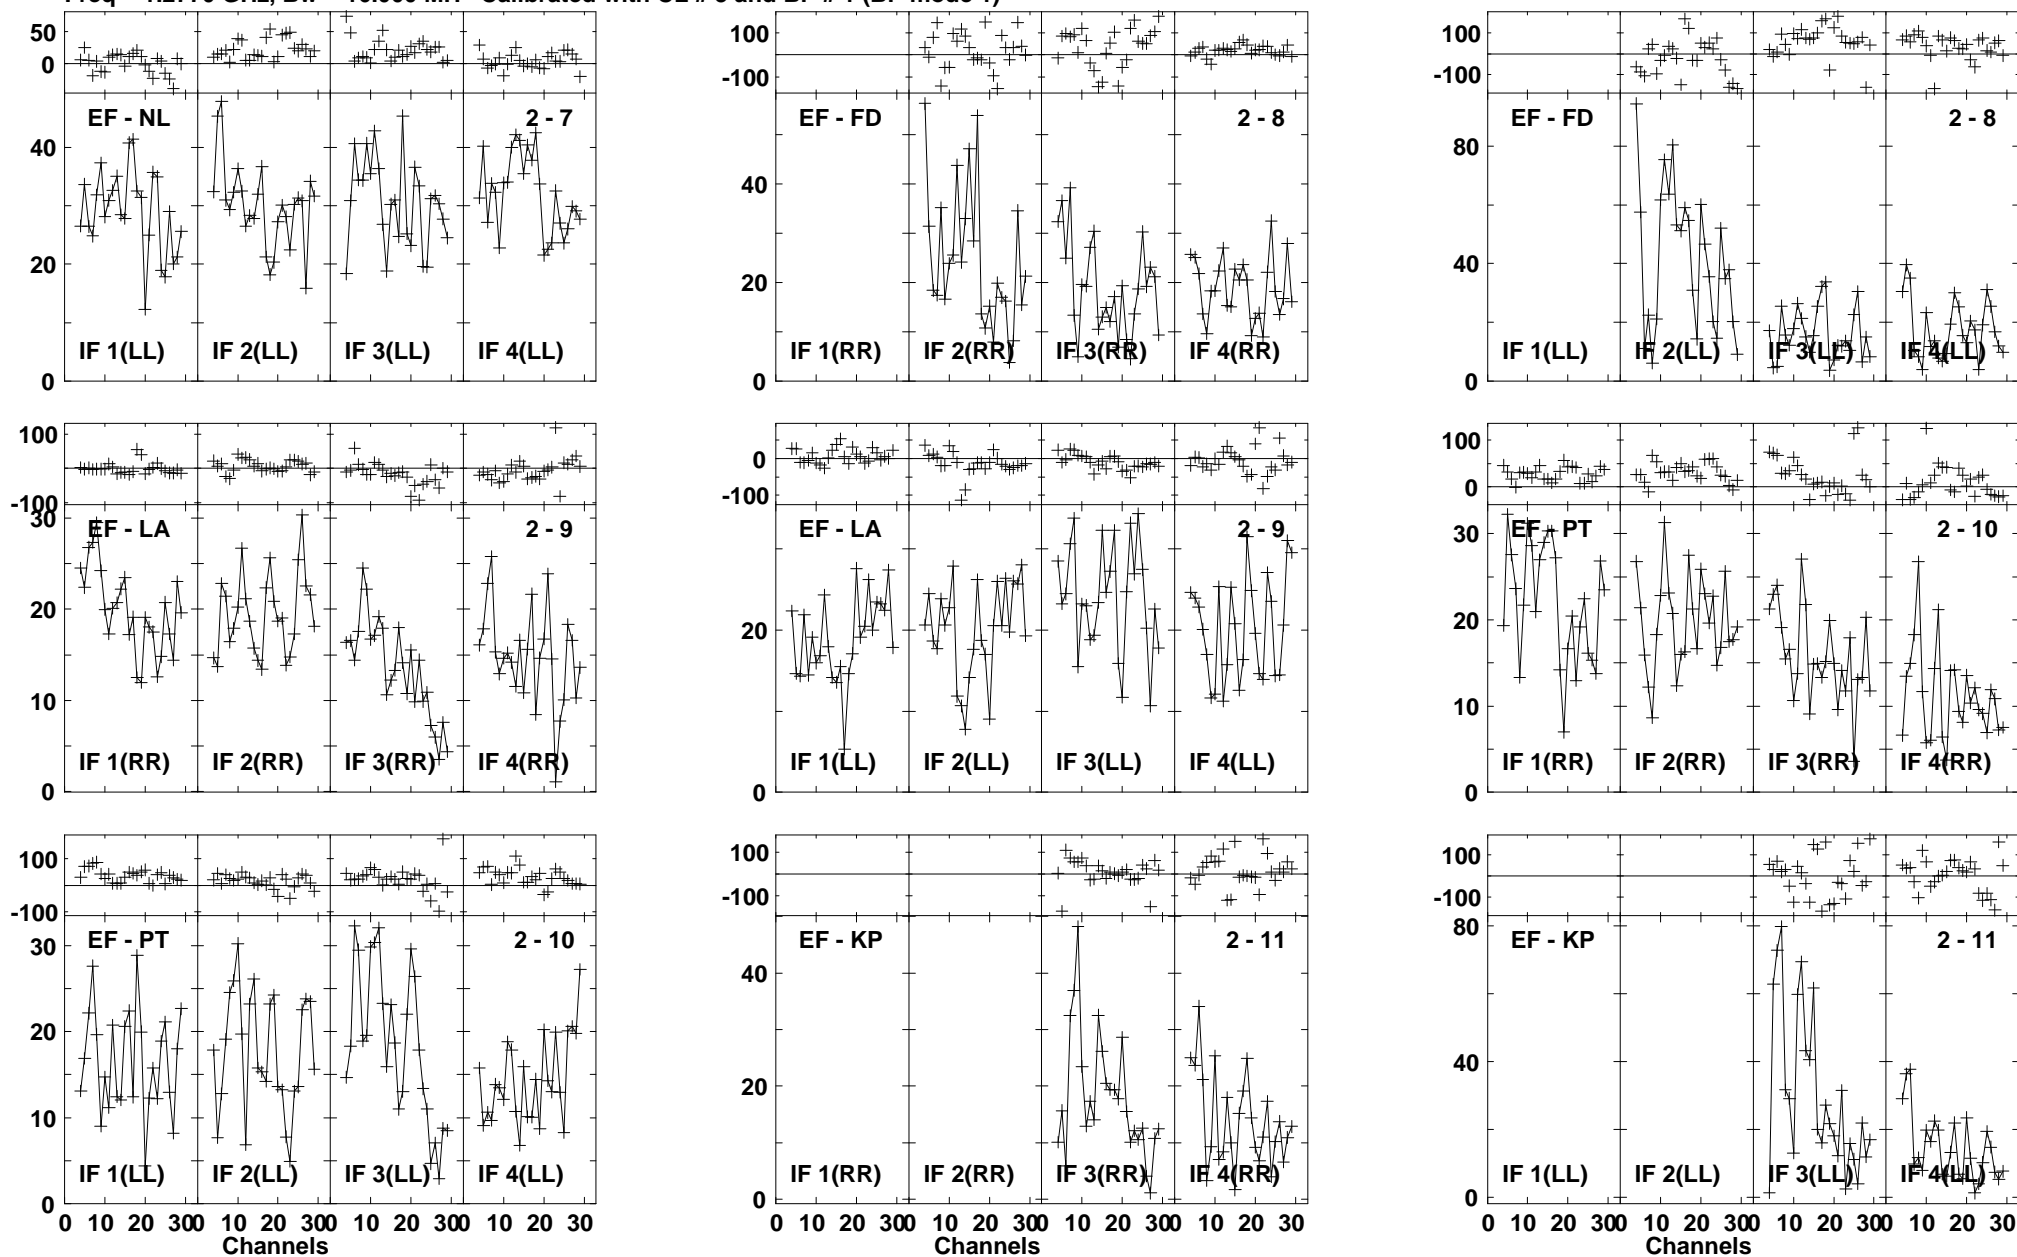 Freq GHz, Bw Calibrated with CL # and BP # (BP mode 1)
50
0
100
-100
100
-100
EF - NL 2 - 7
EF - FD 2 - 8
EF - FD 2 - 8
40
20
0
40
20
0
80
40
0
IF 1(LL) IF 2(LL) IF 3(LL) IF 4(LL)
IF 1(RR) IF 2(RR) IF 3(RR) IF 4(RR)
IF 1(LL) IF 2(LL) IF 3(LL) IF 4(LL)
100
-100
0
-100
100
0
EF - LA 2 - 9
EF - LA 2 - 9
EF - PT 2 - 10
30
20
10
0
20
0
30
20
10
0
IF 1(RR) IF 2(RR) IF 3(RR) IF 4(RR)
IF 1(LL) IF 2(LL) IF 3(LL) IF 4(LL)
IF 1(RR) IF 2(RR) IF 3(RR) IF 4(RR)
100
-100
100
-100
100
-100
EF - PT 2 - 10
EF - KP 2 - 11
EF - KP 2 - 11
30
20
10
0
40
20
0
80
40
0
IF 1(LL) IF 2(LL) IF 3(LL) IF 4(LL)
IF 1(RR) IF 2(RR) IF 3(RR) IF 4(RR)
IF 1(LL) IF 2(LL) IF 3(LL) IF 4(LL)
0 10 20 30 0 10 20 30 0 10 20 30 0 10 20 30
0 10 20 30 0 10 20 30 0 10 20 30 0 10 20 30
0 10 20 30 0 10 20 30 0 10 20 30 0 10 20 30
Channels
Channels
Channels